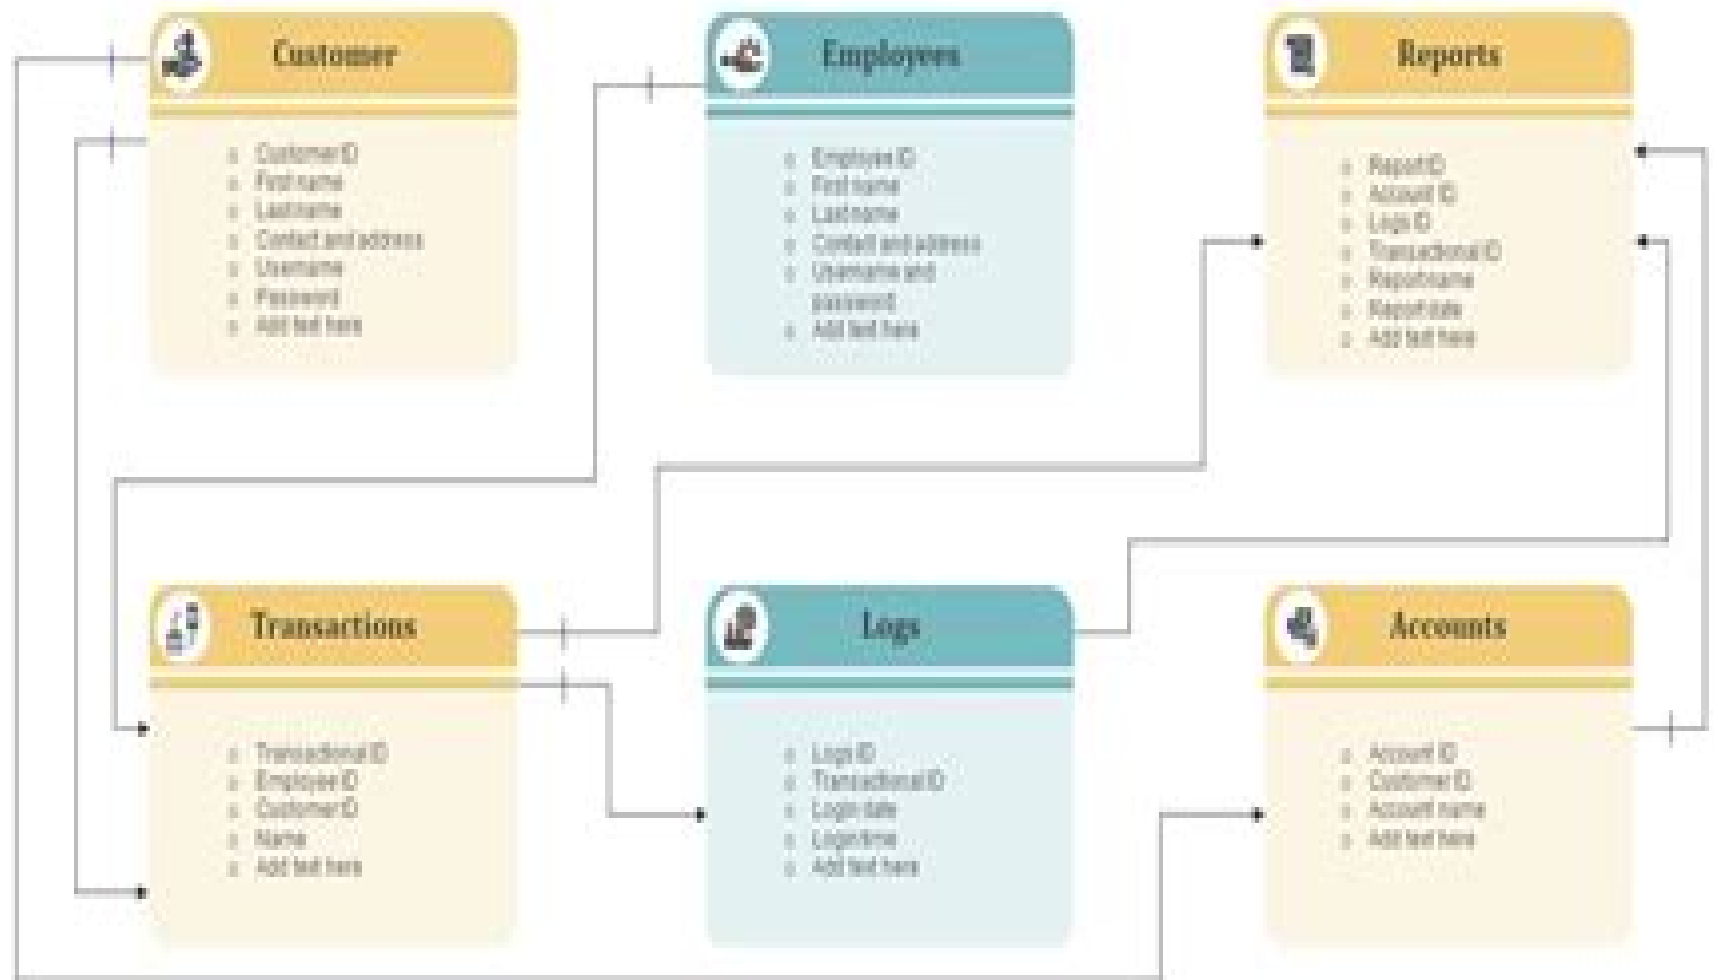 Customer
Customer ID
First name
Last name
Contact and address
Username
Password
Add text here
Employees
Employee ID
First name
Last name
Contact and address
Username and
password
Add text here
Reports
Report ID
Account ID
Logs ID
Transactional ID
Report name
Report date
Add text here
Transactions
Transactional ID
Employee ID
Customer ID
Name
Add text here
Logs
Logs ID
Transactional ID
Login date
Login time
Add text here
Accounts
Account ID
Customer ID
Account name
Add text here